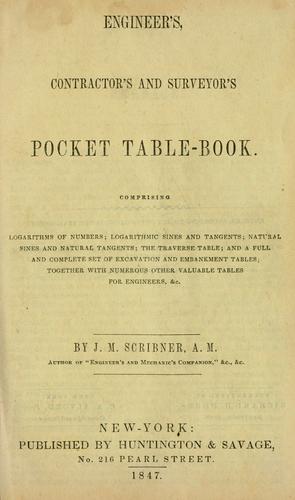 ENGINEER'S,
CONTRACTOR'S AND SURVEYOR'S
POCKET TABLE-BOOK.
COMPRISING
LOGARITHMS OF NUMBERS; LOGARITHMIC SINES AND TANGENTS; NATURAL
SINES AND NATURAL TANGENTS; THE TRAVERSE TABLE; AND A FULL
AND COMPLETE SET OF EXCAVATION AND EMBANKMENT TABLES,
TOGETHER WITH NUMEROUS OTHER VALUABLE TABLES
FOR ENGINEERS, &c.
BY J. M. SCRIBNER, A. M.
AUTHOR OF "ENGINEER'S AND MECHANIC'S COMPANION," &c., &c.
NEW-YORK:
PUBLISHED BY HUNTINGTON & SAVAGE,
No. 216 PEARL STREET.
1847.